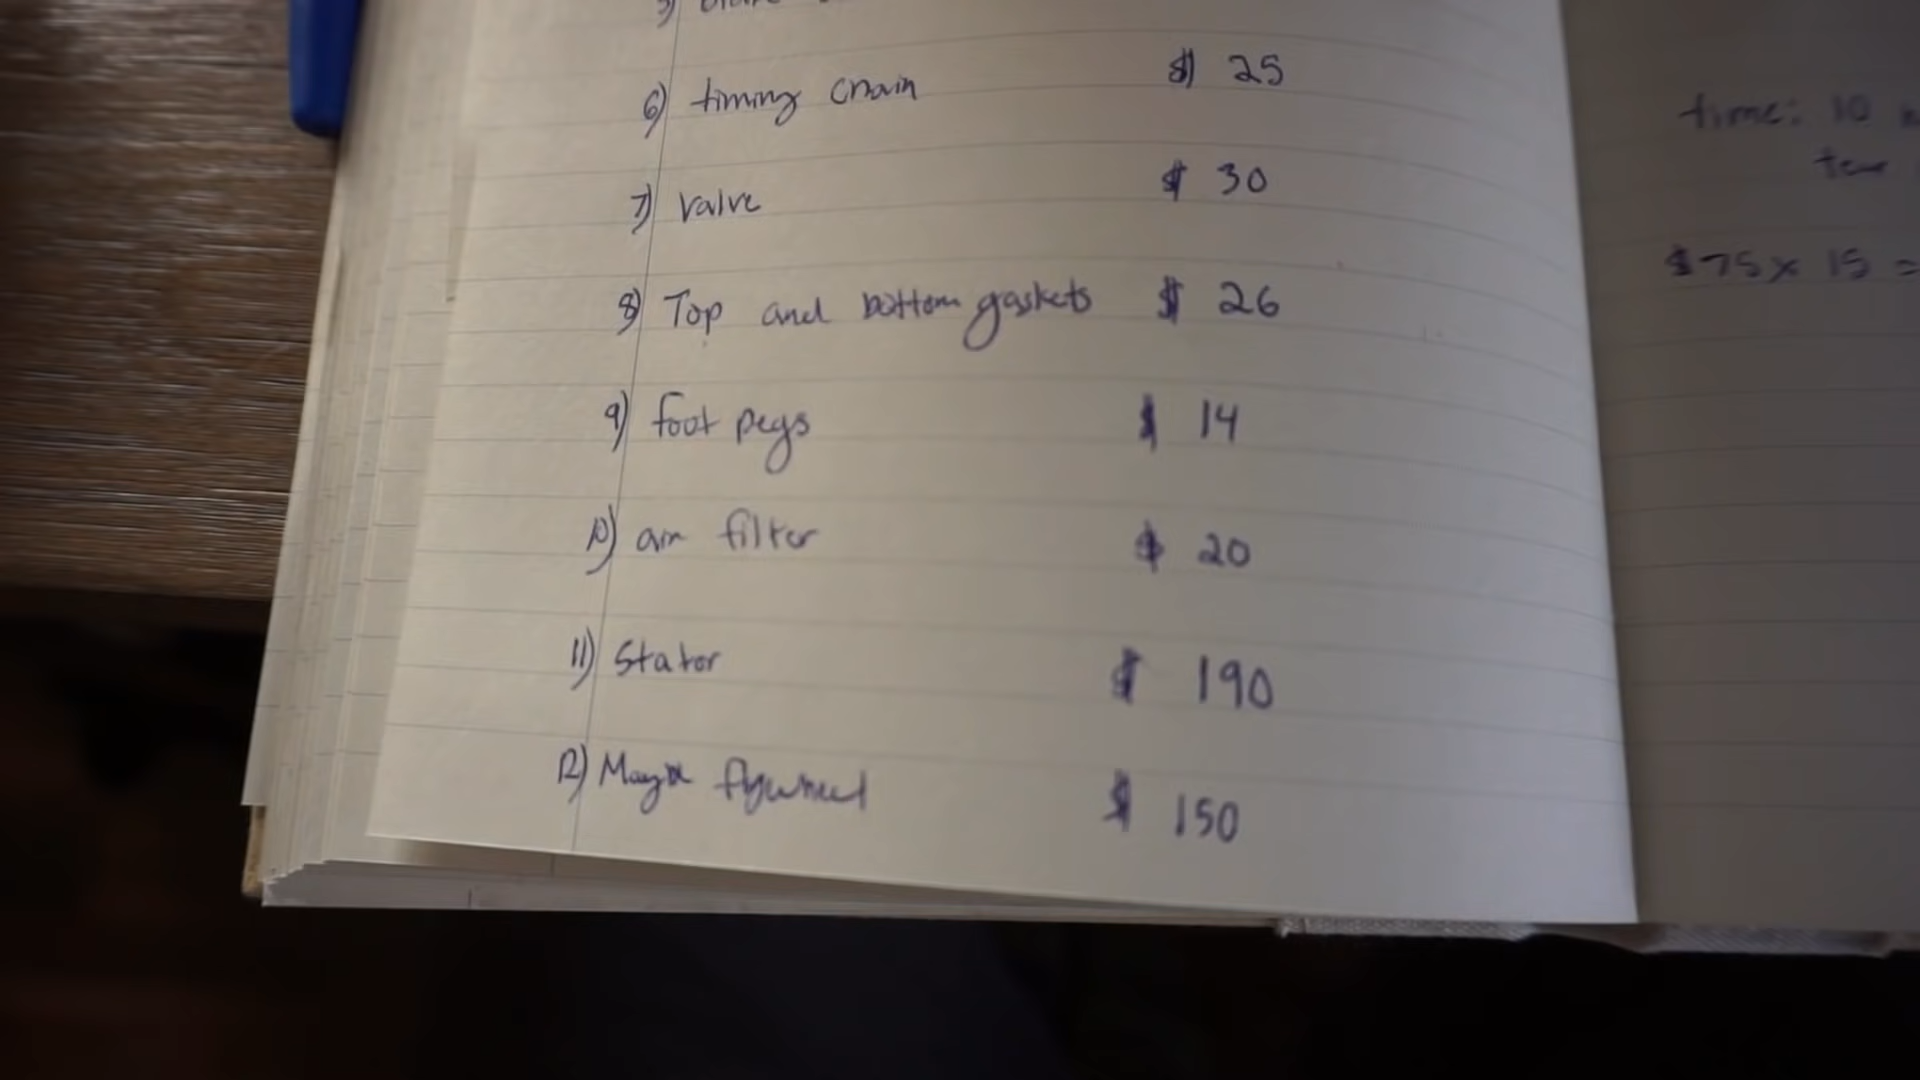 5)
6) timing chain $ 25
7) valve $ 30
8) Top and bottom gaskets $ 26
9) foot pegs $ 14
10) air filter $ 20
11) Stator $ 190
12) flywheel $ 150
time: 10
$75 x 15 =